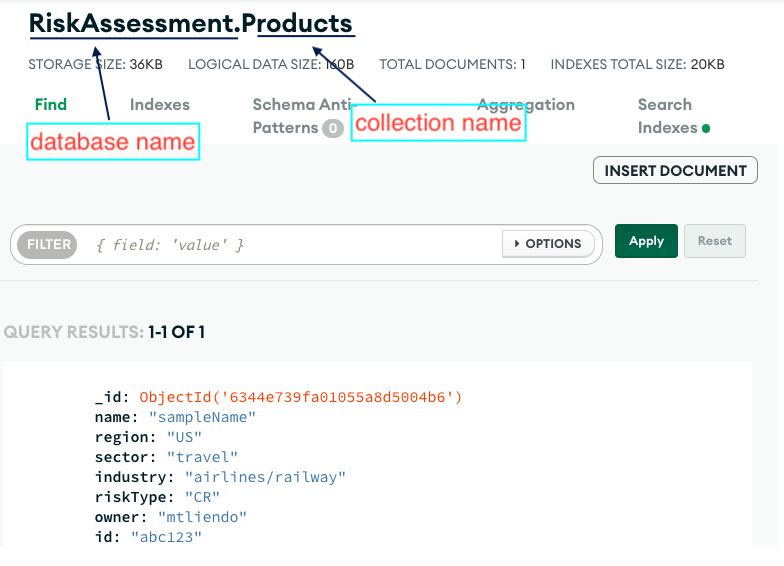 RiskAssessment.Products
STORAGE SIZE: 36KB LOGICAL DATA SIZE: 160B TOTAL DOCUMENTS: 1 INDEXES TOTAL SIZE: 20KB
Find Indexes Schema Anti-Patterns 0 Aggregation Search Indexes
database name
collection name
INSERT DOCUMENT
FILTER { field: 'value' } OPTIONS Apply Reset
QUERY RESULTS: 1-1 OF 1
_id: ObjectId('6344e739fa01055a8d5004b6')
name: "sampleName"
region: "US"
sector: "travel"
industry: "airlines/railway"
riskType: "CR"
owner: "mtliendo"
id: "abc123"